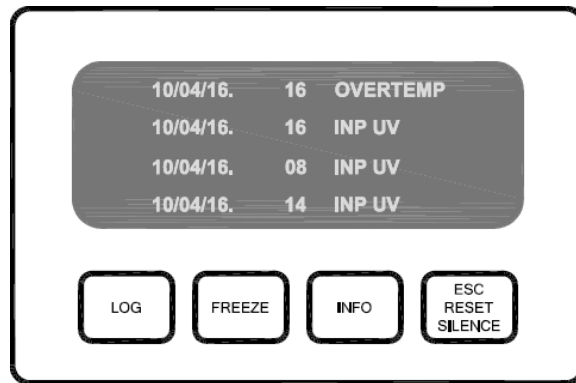 10/04/16. 16 OVERTEMP
10/04/16. 16 INP UV
10/04/16. 08 INP UV
10/04/16. 14 INP UV
LOG
FREEZE
INFO
ESC
RESET
SILENCE